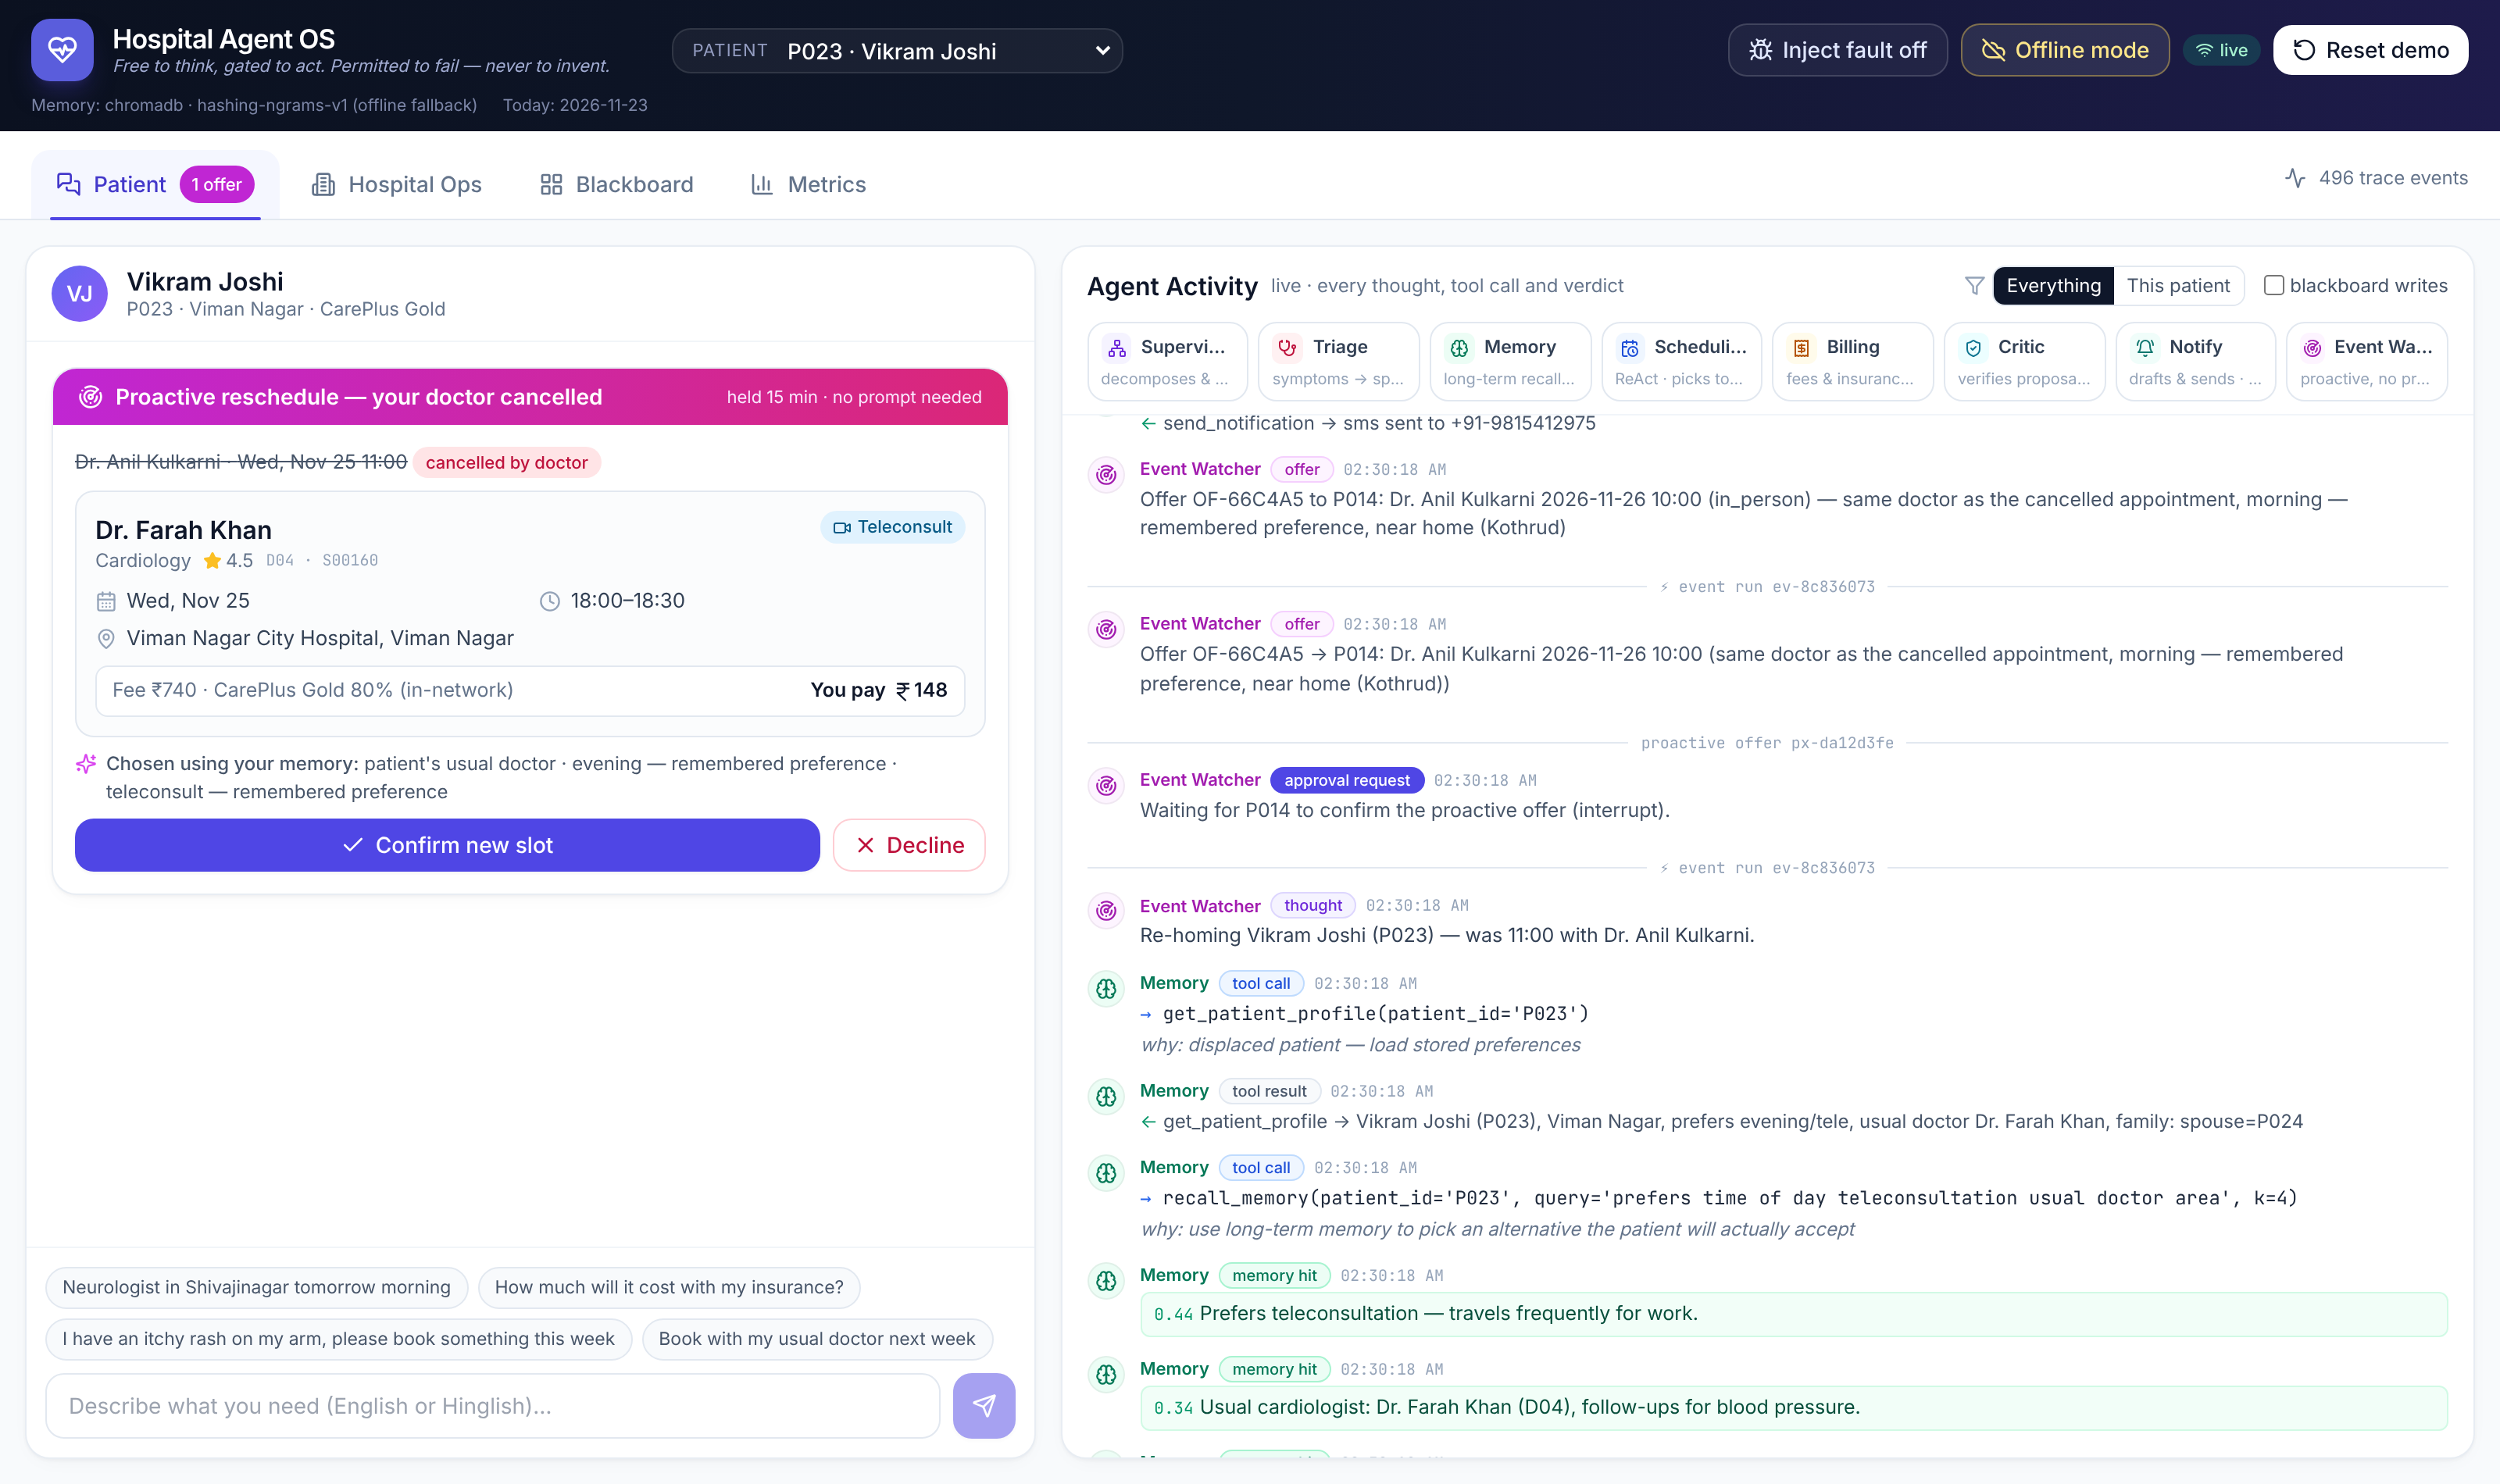 Hospital Agent OS
Free to think, gated to act. Permitted to fail — never to invent.
Memory: chromadb · hashing-ngrams-v1 (offline fallback) Today: 2026-11-23
PATIENT P023 · Vikram Joshi
Inject fault off
Offline mode
live
Reset demo
Patient 1 offer
Hospital Ops
Blackboard
Metrics
496 trace events
VJ
Vikram Joshi
P023 · Viman Nagar · CarePlus Gold
Proactive reschedule — your doctor cancelled
held 15 min · no prompt needed
Dr. Anil Kulkarni · Wed, Nov 25 11:00 cancelled by doctor
Dr. Farah Khan
Teleconsult
Cardiology 4.5 D04 · S00160
Wed, Nov 25
18:00–18:30
Viman Nagar City Hospital, Viman Nagar
Fee ₹740 · CarePlus Gold 80% (in-network)
You pay ₹148
Chosen using your memory: patient's usual doctor · evening — remembered preference ·
teleconsult — remembered preference
Confirm new slot
Decline
Neurologist in Shivajinagar tomorrow morning
How much will it cost with my insurance?
I have an itchy rash on my arm, please book something this week
Book with my usual doctor next week
Describe what you need (English or Hinglish)...
Agent Activity live · every thought, tool call and verdict
Everything
This patient
blackboard writes
Supervi...
decomposes & ...
Triage
symptoms → sp...
Memory
long-term recall...
Scheduli...
ReAct · picks to...
Billing
fees & insuranc...
Critic
verifies proposa...
Notify
drafts & sends · ...
Event Wa...
proactive, no pr...
← send_notification → sms sent to +91-9815412975
Event Watcher offer 02:30:18 AM
Offer OF-66C4A5 to P014: Dr. Anil Kulkarni 2026-11-26 10:00 (in_person) — same doctor as the cancelled appointment, morning —
remembered preference, near home (Kothrud)
⚡ event run ev-8c836073
Event Watcher offer 02:30:18 AM
Offer OF-66C4A5 → P014: Dr. Anil Kulkarni 2026-11-26 10:00 (same doctor as the cancelled appointment, morning — remembered
preference, near home (Kothrud))
proactive offer px-da12d3fe
Event Watcher approval request 02:30:18 AM
Waiting for P014 to confirm the proactive offer (interrupt).
⚡ event run ev-8c836073
Event Watcher thought 02:30:18 AM
Re-homing Vikram Joshi (P023) — was 11:00 with Dr. Anil Kulkarni.
Memory tool call 02:30:18 AM
→ get_patient_profile(patient_id='P023')
why: displaced patient — load stored preferences
Memory tool result 02:30:18 AM
← get_patient_profile → Vikram Joshi (P023), Viman Nagar, prefers evening/tele, usual doctor Dr. Farah Khan, family: spouse=P024
Memory tool call 02:30:18 AM
→ recall_memory(patient_id='P023', query='prefers time of day teleconsultation usual doctor area', k=4)
why: use long-term memory to pick an alternative the patient will actually accept
Memory memory hit 02:30:18 AM
0.44 Prefers teleconsultation — travels frequently for work.
Memory memory hit 02:30:18 AM
0.34 Usual cardiologist: Dr. Farah Khan (D04), follow-ups for blood pressure.